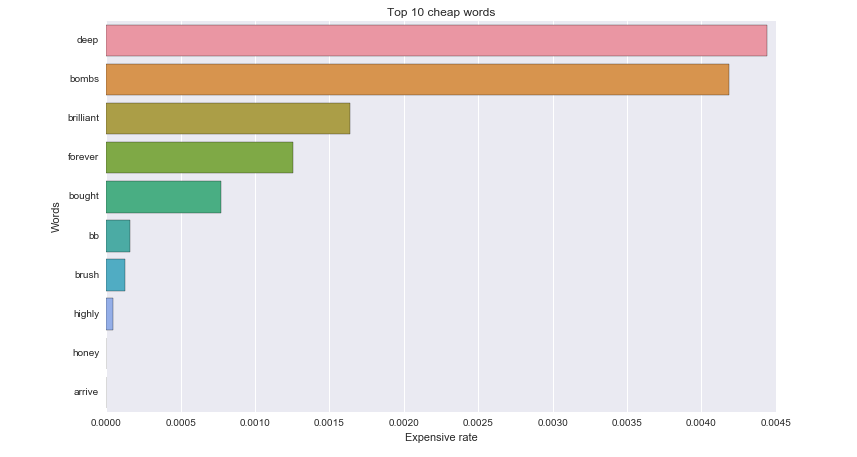 Top 10 cheap words
deep
bombs
brilliant
forever
bought
bb
brush
highly
honey
arrive
Words
0.0000 0.0005 0.0010 0.0015 0.0020 0.0025 0.0030 0.0035 0.0040 0.0045
Expensive rate